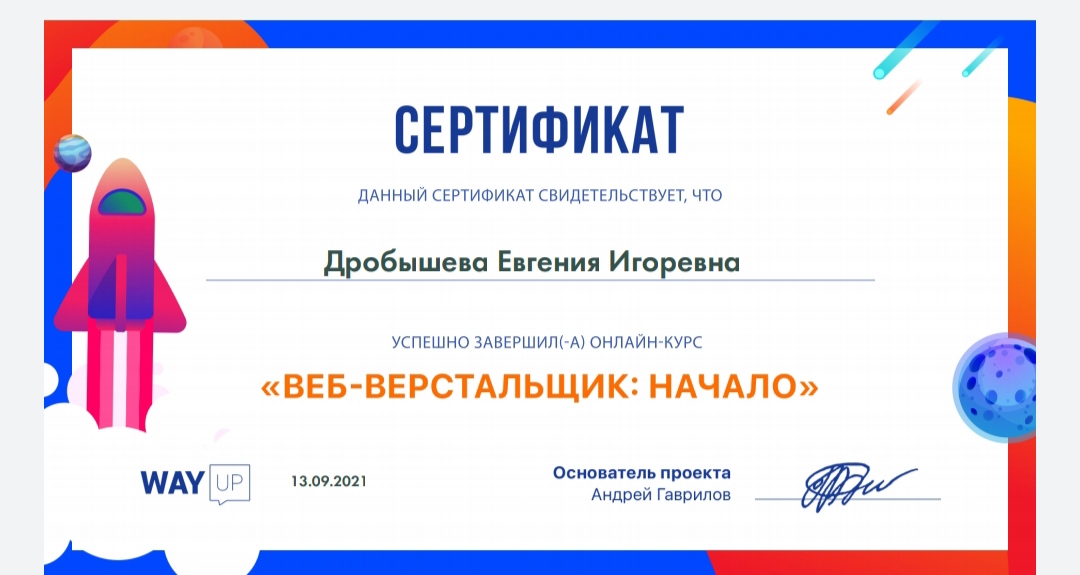 СЕРТИФИКАТ
ДАННЫЙ СЕРТИФИКАТ СВИДЕТЕЛЬСТВУЕТ, ЧТО
Дробышева Евгения Игоревна
УСПЕШНО ЗАВЕРШИЛ(-А) ОНЛАЙН-КУРС
«ВЕБ-ВЕРСТАЛЬЩИК: НАЧАЛО»
WAY UP
13.09.2021
Основатель проекта
Андрей Гаврилов